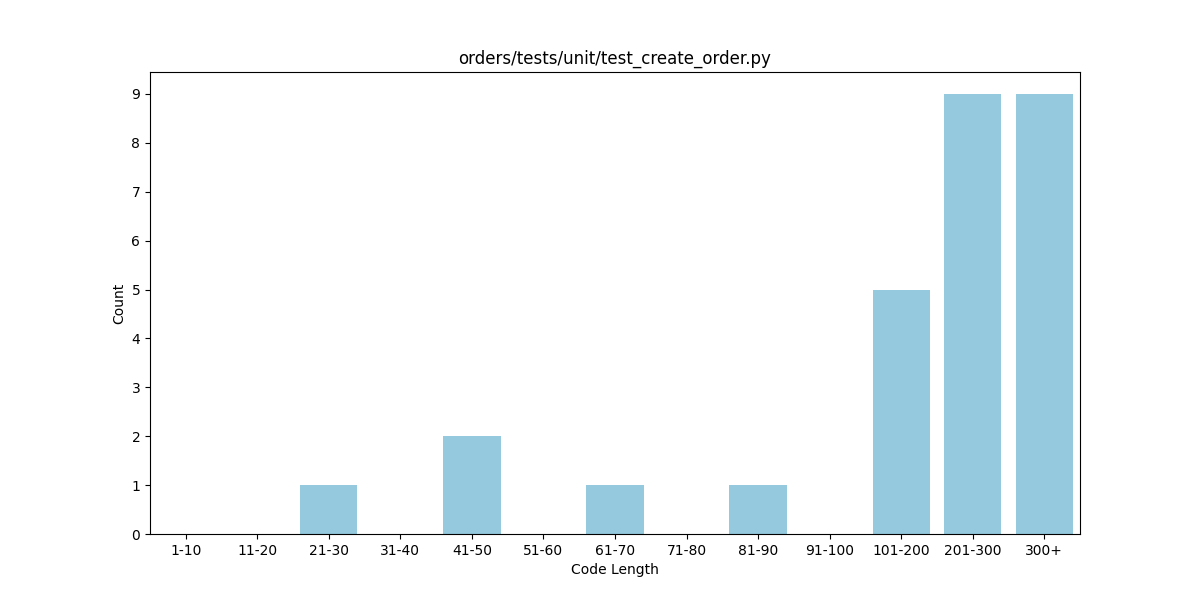 orders/tests/unit/test_create_order.py
9
8
7
6
5
4
3
2
1
0
Count
1-10 11-20 21-30 31-40 41-50 51-60 61-70 71-80 81-90 91-100 101-200 201-300 300+
Code Length